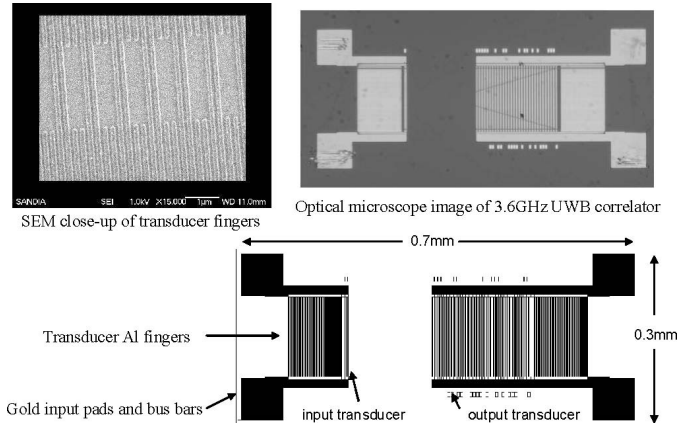 SANDIA SEI 1.0kV X15,000 1µm WD 11.0mm
SEM close-up of transducer fingers
Optical microscope image of 3.6GHz UWB correlator
0.7mm
Transducer Al fingers
0.3mm
Gold input pads and bus bars
input transducer
output transducer